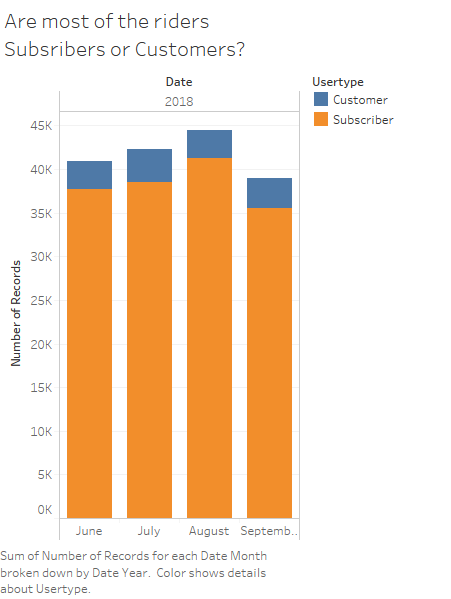 Are most of the riders
Subsribers or Customers?
Date
2018
Usertype
Customer
Subscriber
45K
40K
35K
30K
25K
20K
15K
10K
5K
0K
Number of Records
June July August Septemb..
Sum of Number of Records for each Date Month
broken down by Date Year. Color shows details
about Usertype.